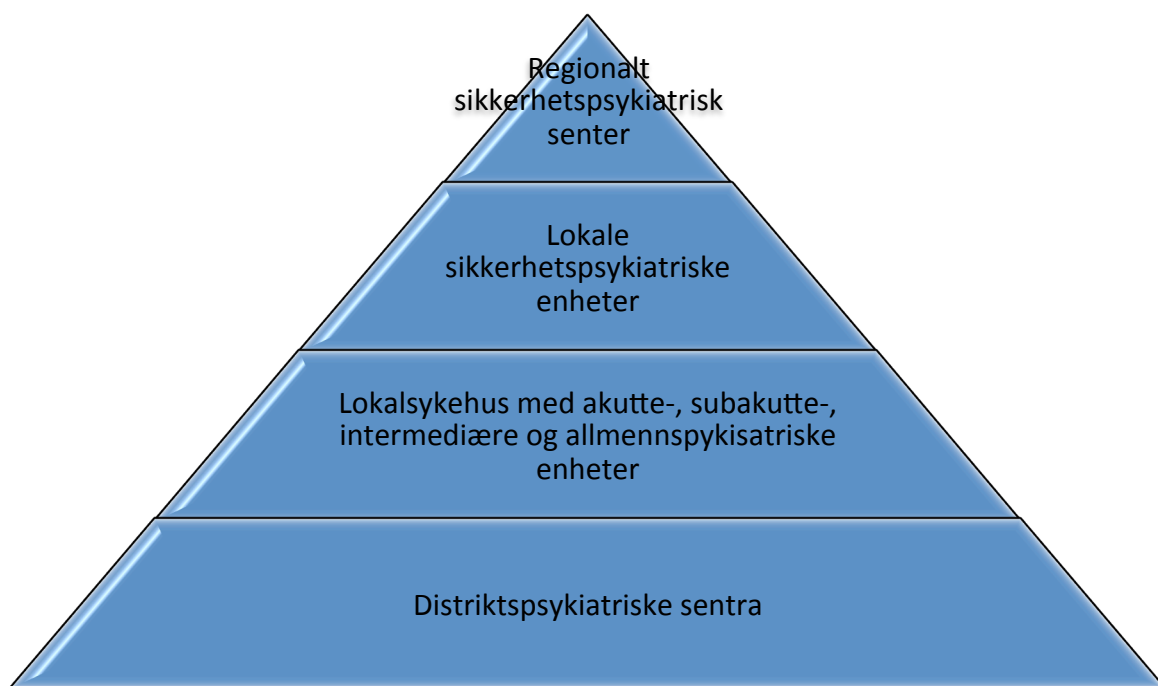 Regionalt
sikkerhetspsykiatrisk
senter
Lokale
sikkerhetspsykiatriske
enheter
Lokalsykehus med akutte-, subakutte-,
intermediære og allmennspykisatriske
enheter
Distriktspsykiatriske sentra